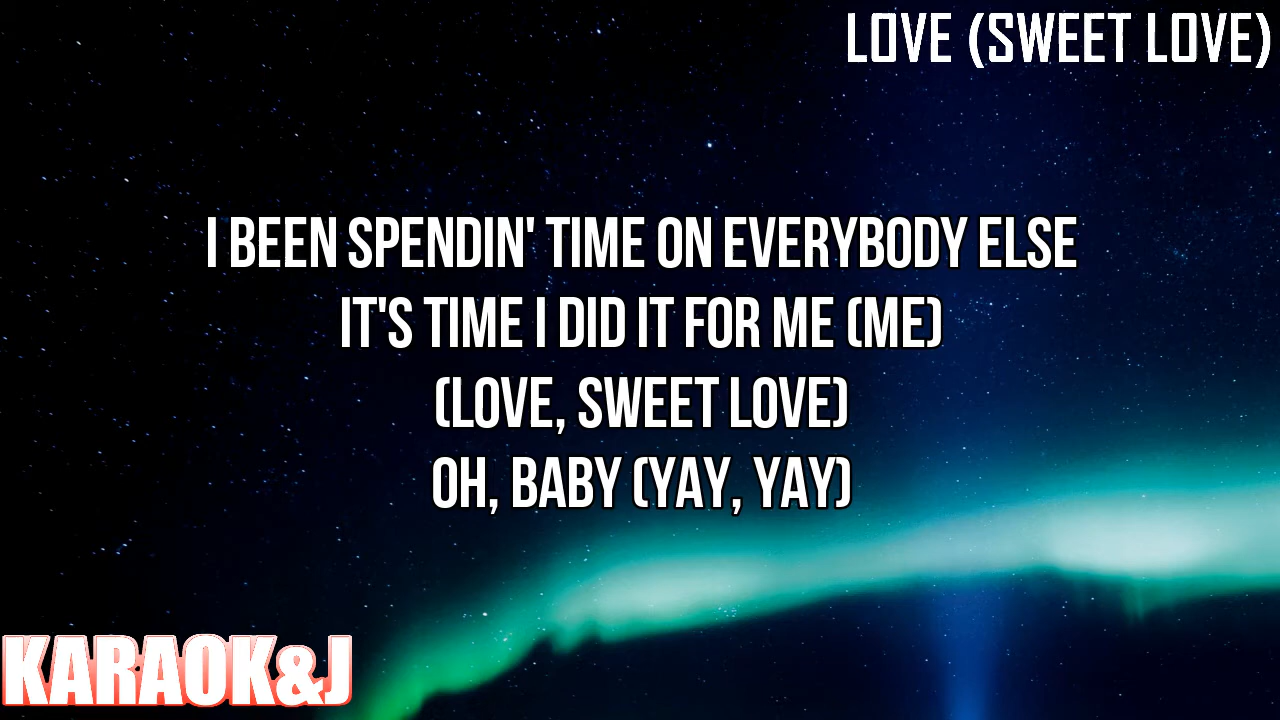 LOVE (SWEET LOVE)
I BEEN SPENDIN' TIME ON EVERYBODY ELSE
IT'S TIME I DID IT FOR ME (ME)
(LOVE, SWEET LOVE)
OH, BABY (YAY, YAY)
KARAOK&J